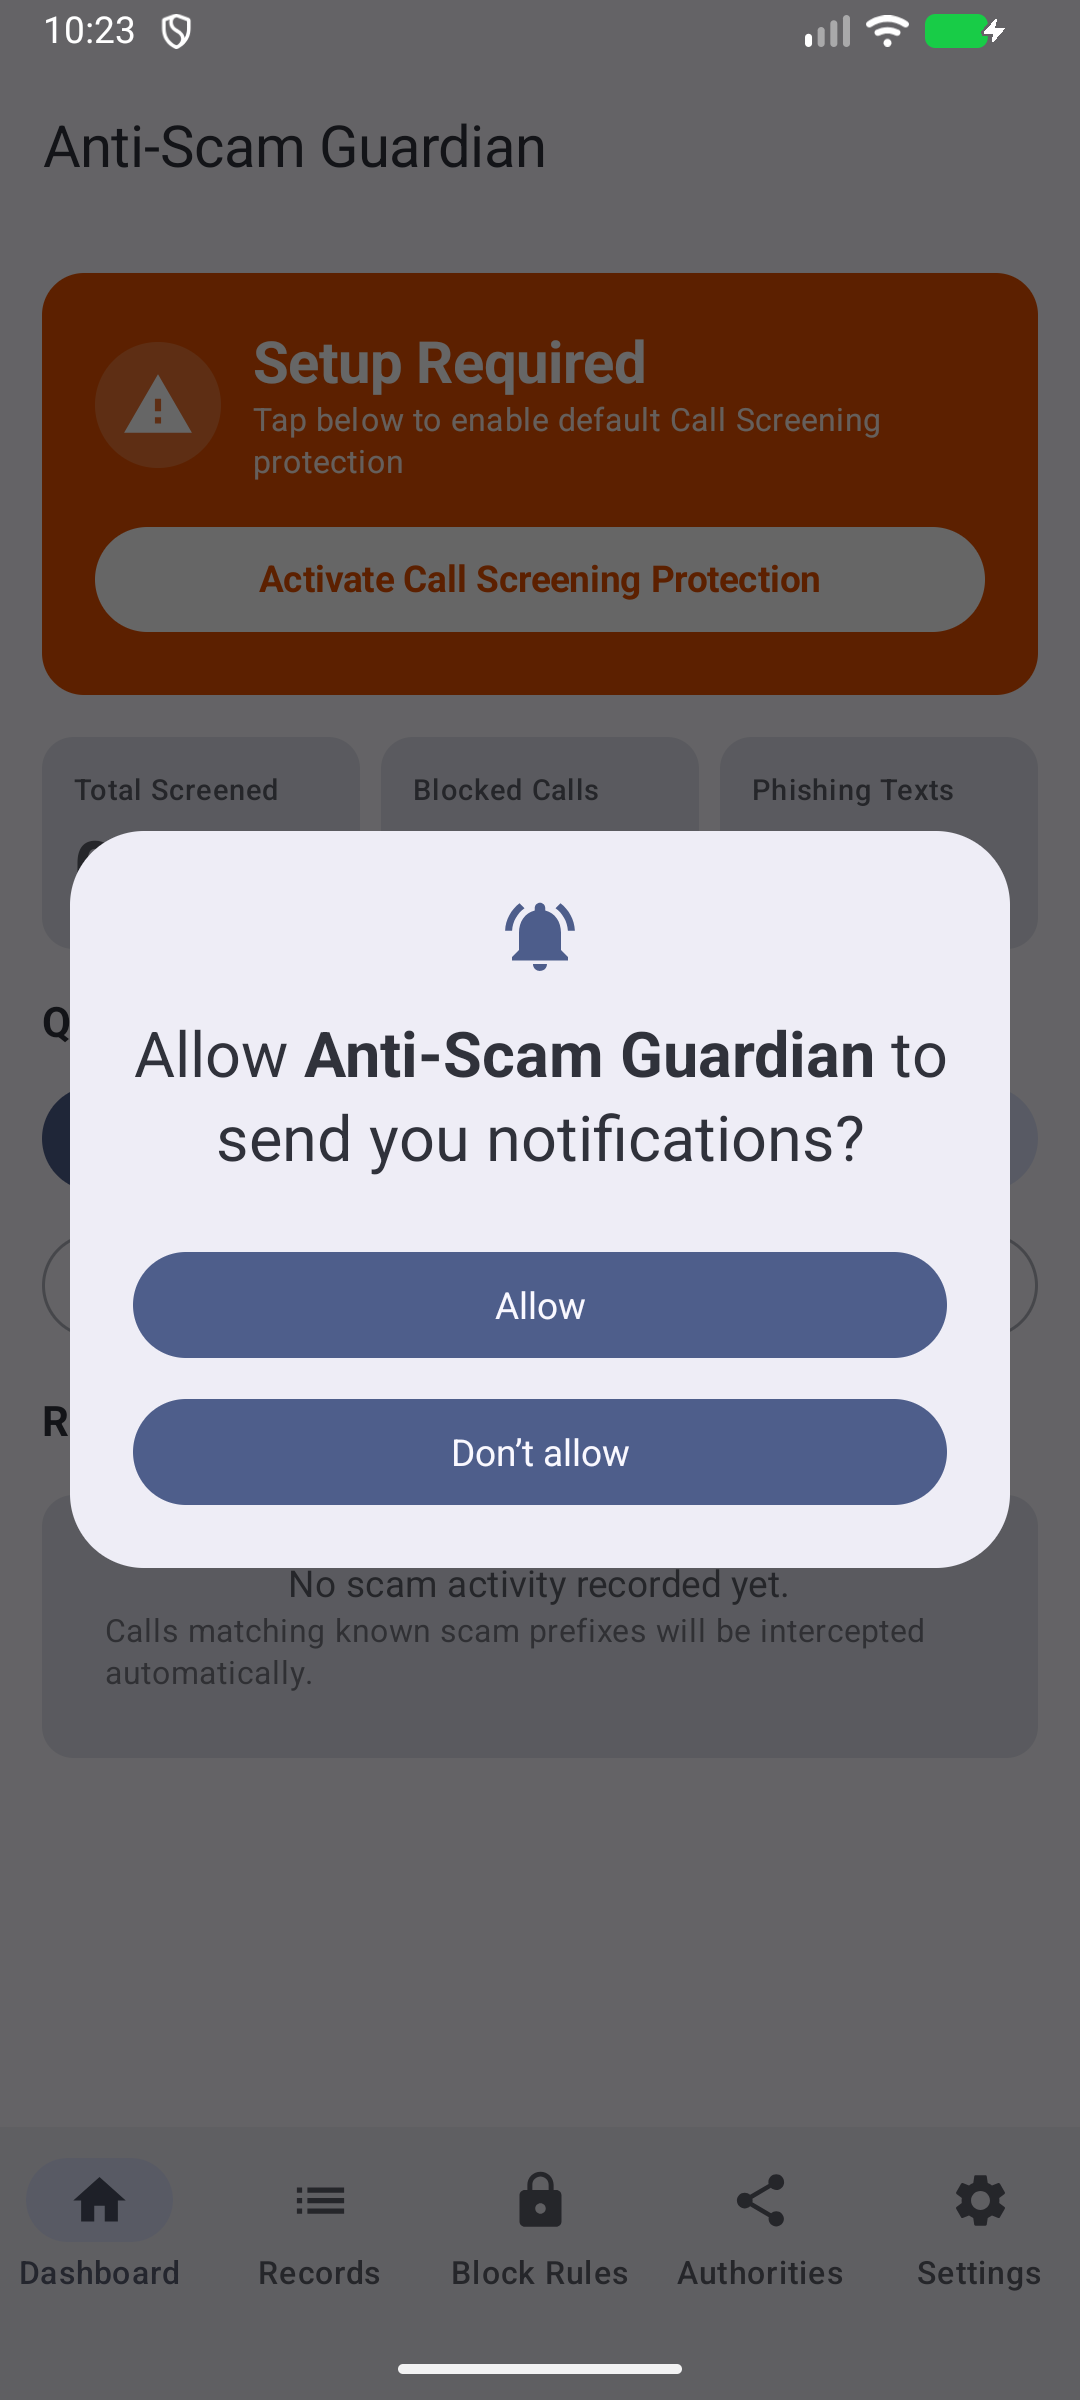 10:23
Anti-Scam Guardian
Setup Required
Tap below to enable default Call Screening
protection
Activate Call Screening Protection
Total Screened
Blocked Calls
Phishing Texts
Allow Anti-Scam Guardian to
send you notifications?
Allow
Don’t allow
No scam activity recorded yet.
Calls matching known scam prefixes will be intercepted
automatically.
Dashboard
Records
Block Rules
Authorities
Settings